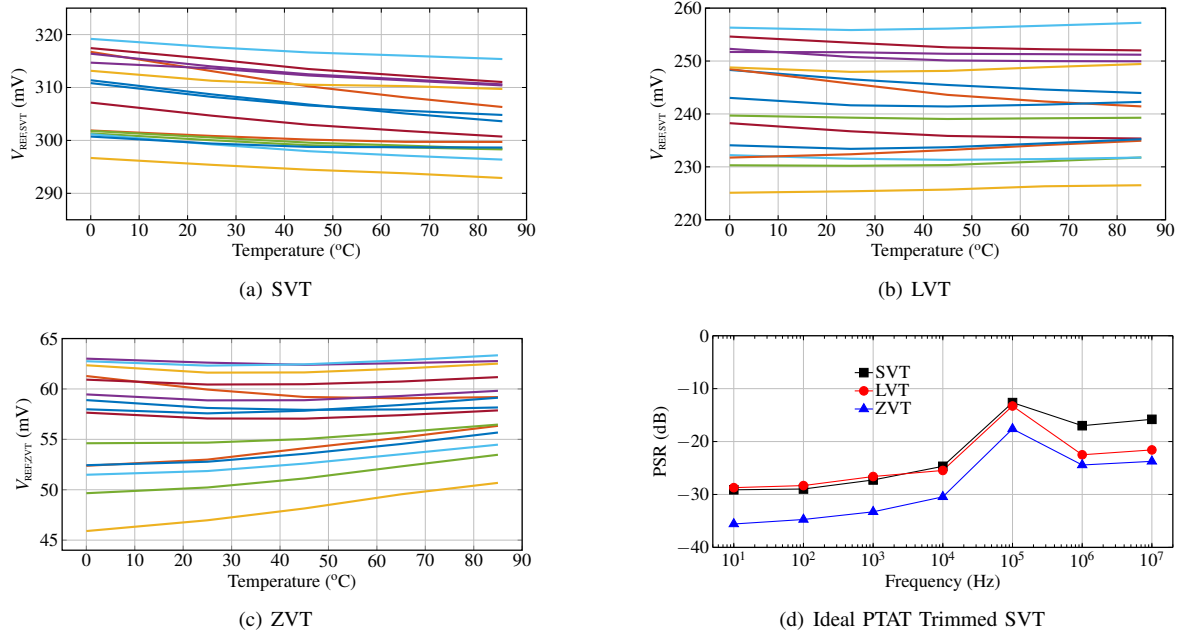 320
310
300
290
V_REF,SVT (mV)
0 10 20 30 40 50 60 70 80 90
Temperature (°C)
(a) SVT
260
250
240
230
220
V_REF,SVT (mV)
0 10 20 30 40 50 60 70 80 90
Temperature (°C)
(b) LVT
65
60
55
50
45
V_REF,ZVT (mV)
0 10 20 30 40 50 60 70 80 90
Temperature (°C)
(c) ZVT
0
−10
−20
−30
−40
PSR (dB)
SVT
LVT
ZVT
10^1 10^2 10^3 10^4 10^5 10^6 10^7
Frequency (Hz)
(d) Ideal PTAT Trimmed SVT